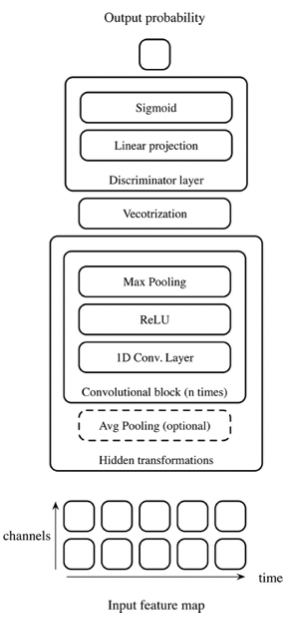 Output probability
Sigmoid
Linear projection
Discriminator layer
Vecotrization
Max Pooling
ReLU
1D Conv. Layer
Convolutional block (n times)
Avg Pooling (optional)
Hidden transformations
channels
time
Input feature map